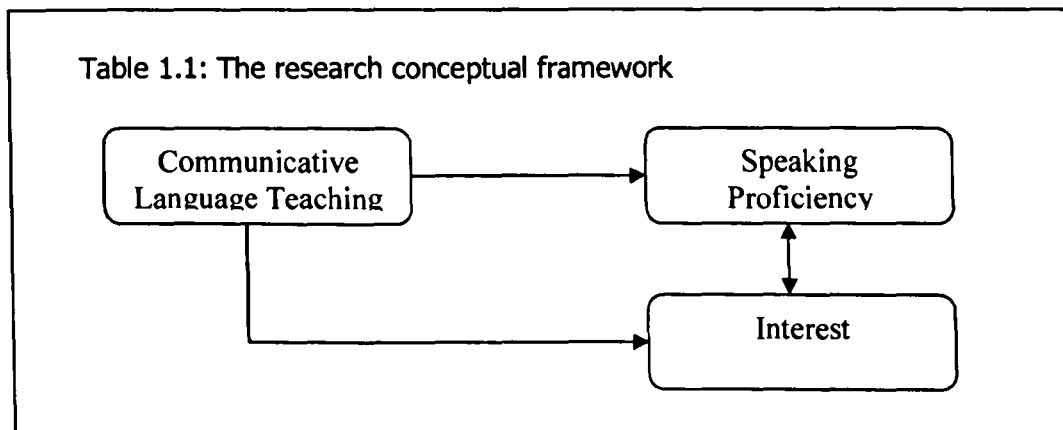 Table 1.1: The research conceptual framework
Communicative
Language Teaching
Speaking
Proficiency
Interest